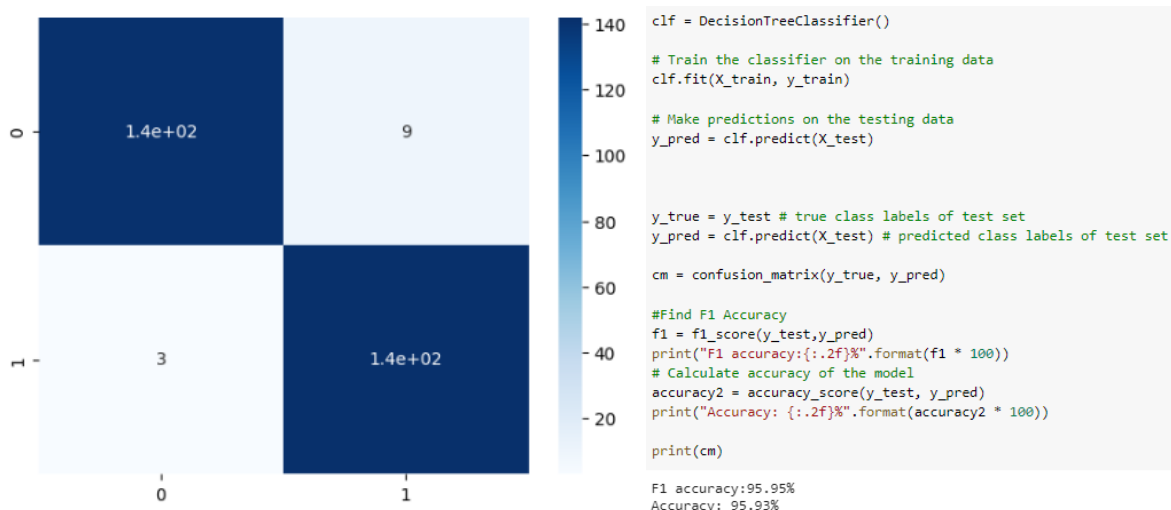 140
120
100
80
60
40
20
0
1.4e+02
9
1
3
1.4e+02
0
1
clf = DecisionTreeClassifier()
# Train the classifier on the training data
clf.fit(X_train, y_train)
# Make predictions on the testing data
y_pred = clf.predict(X_test)
y_true = y_test # true class labels of test set
y_pred = clf.predict(X_test) # predicted class labels of test set
cm = confusion_matrix(y_true, y_pred)
#Find F1 Accuracy
f1 = f1_score(y_test,y_pred)
print("F1 accuracy:{:.2f}%".format(f1 * 100))
# Calculate accuracy of the model
accuracy2 = accuracy_score(y_test, y_pred)
print("Accuracy: {:.2f}%".format(accuracy2 * 100))
print(cm)
F1 accuracy:95.95%
Accuracy: 95.93%